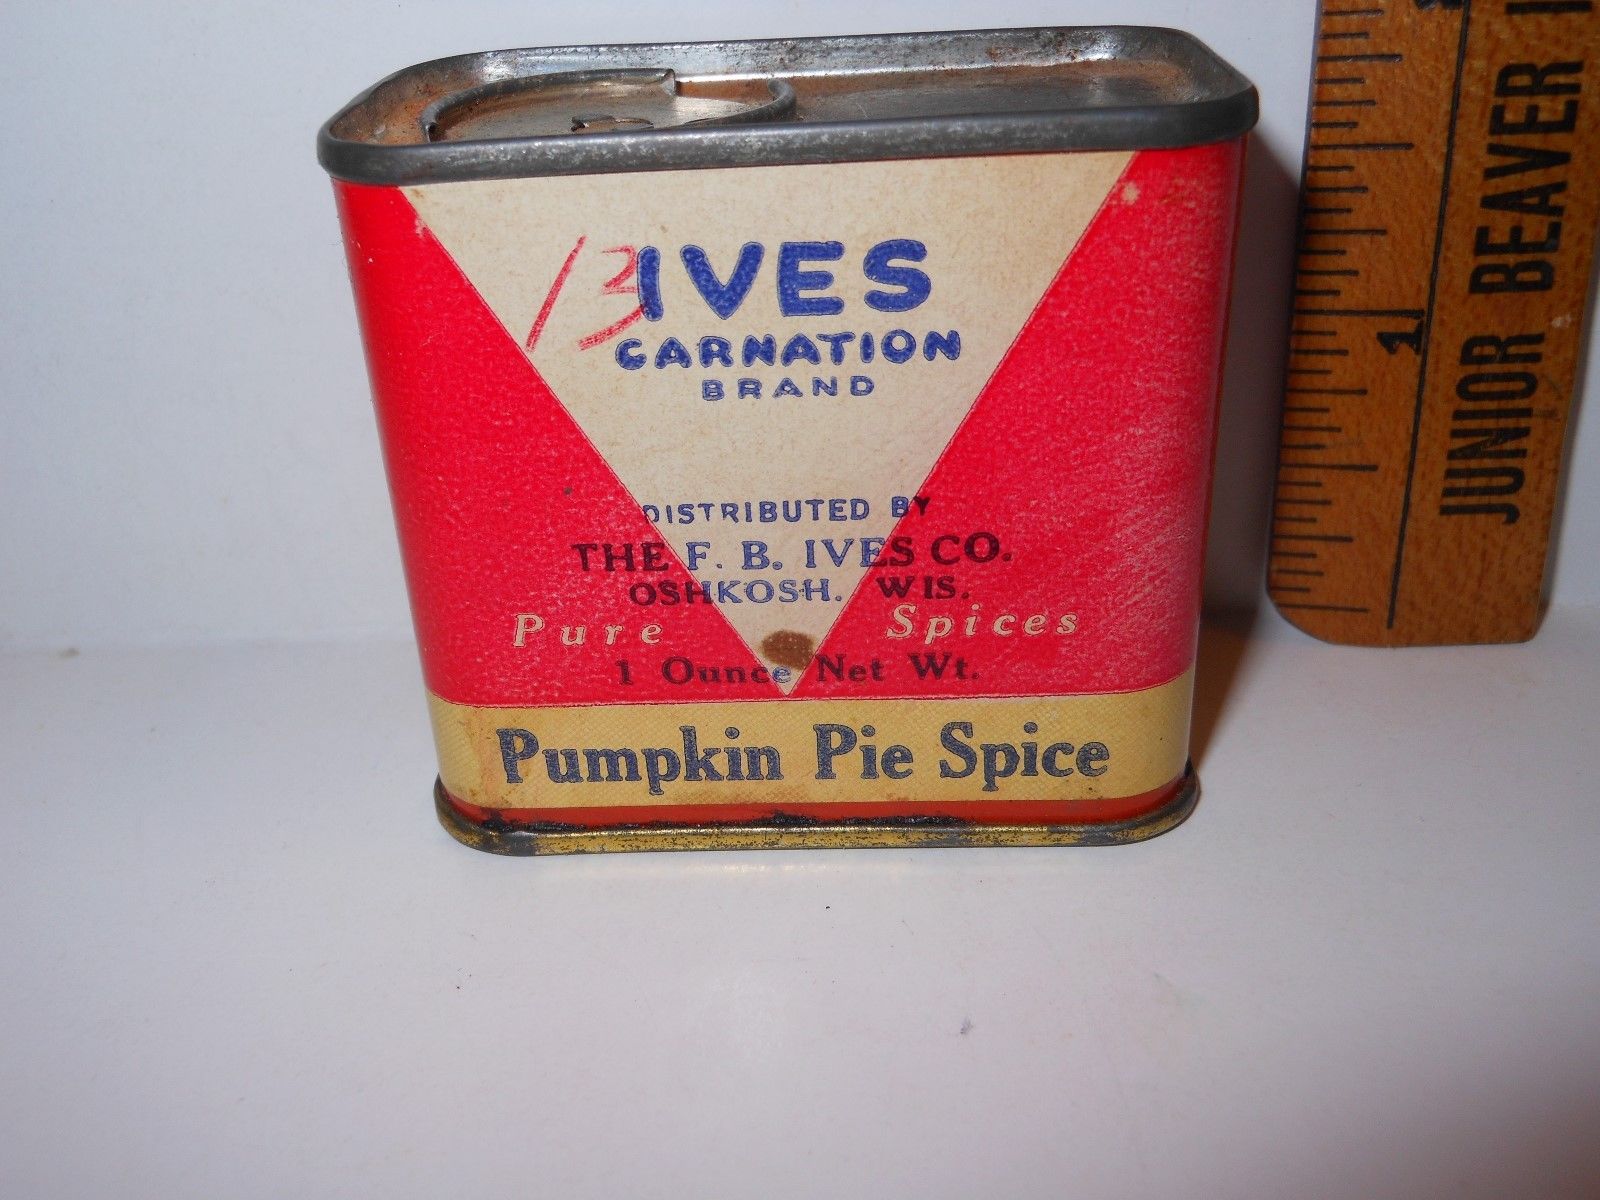 13
IVES
CARNATION
BRAND
DISTRIBUTED BY
THE F. B. IVES CO.
OSHKOSH. WIS.
Pure Spices
1 Ounce Net Wt.
Pumpkin Pie Spice
1
JUNIOR BEAVER